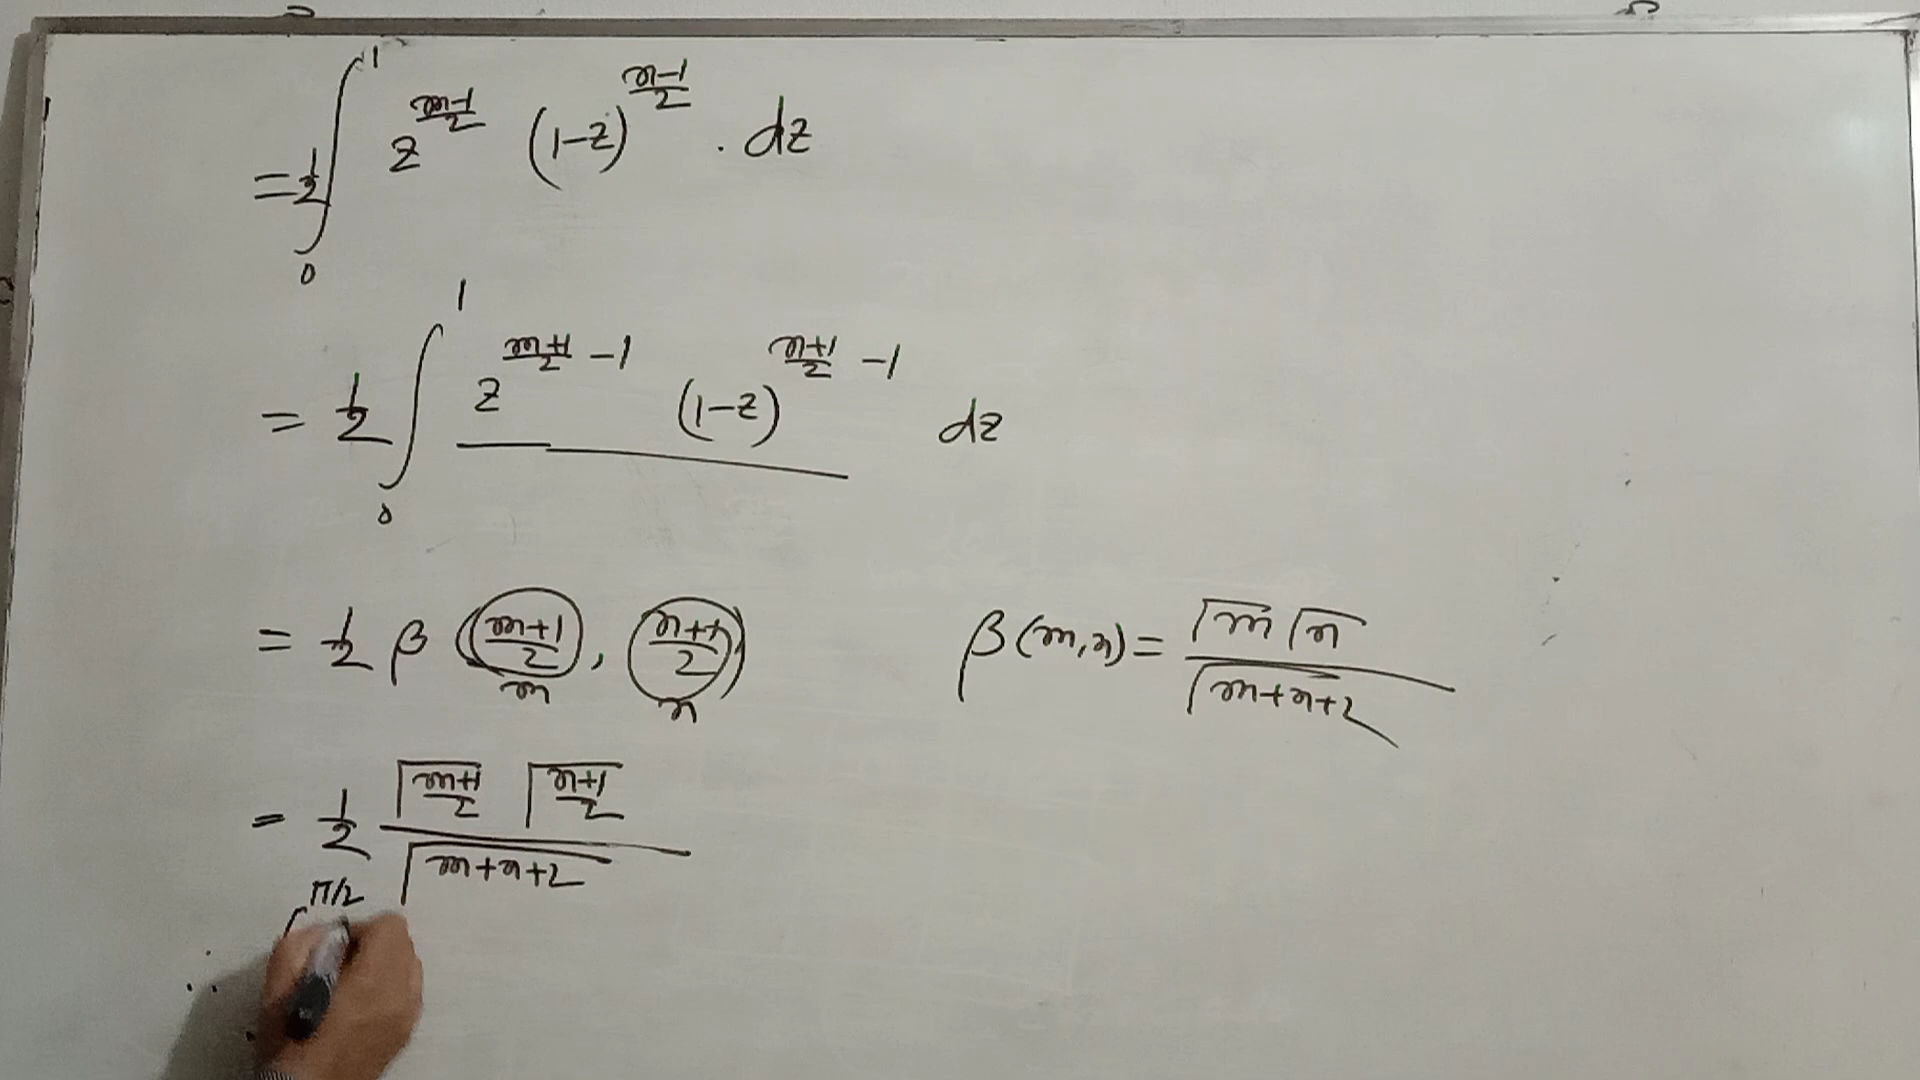 = 1/2 ∫₀¹ z^((m-1)/2) (1-z)^((n-1)/2) . dz
= 1/2 ∫₀¹ z^((m+1)/2 - 1) (1-z)^((n+1)/2 - 1) dz
= 1/2 β ((m+1)/2, (n+1)/2)
m n
β(m,n) = Γm Γn / Γm+n+2
= 1/2 Γ(m+1)/2 Γ(n+1)/2 / Γm+n+2
∴ ∫ π/2